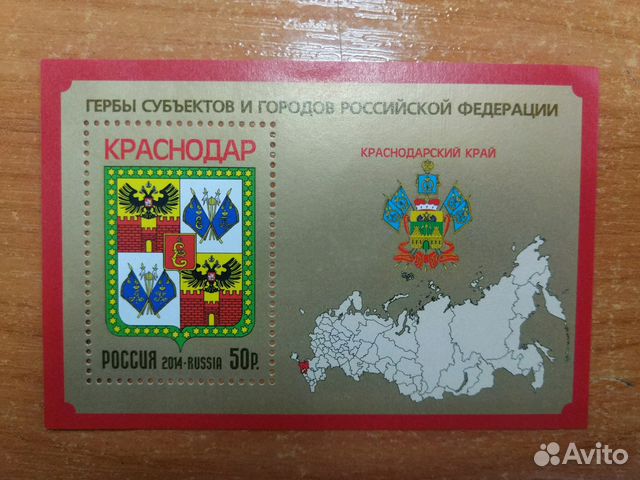 ГЕРБЫ СУБЪЕКТОВ И ГОРОДОВ РОССИЙСКОЙ ФЕДЕРАЦИИ
КРАСНОДАР
КРАСНОДАРСКИЙ КРАЙ
РОССИЯ 2014·RUSSIA 50Р.
Avito